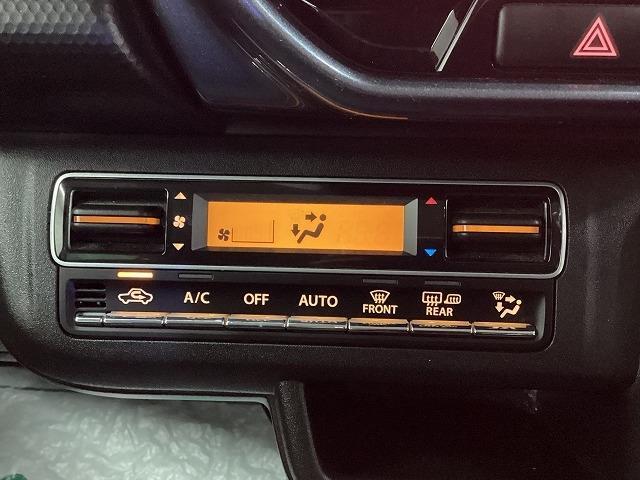 A/C OFF AUTO FRONT REAR